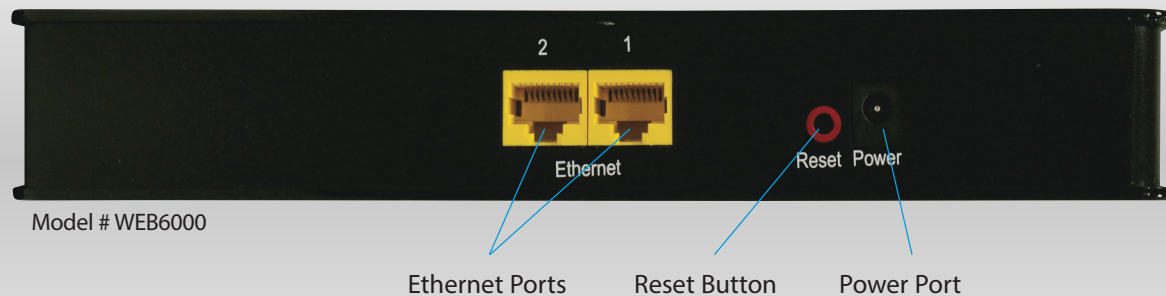 2 1
Ethernet
Reset Power
Model # WEB6000
Ethernet Ports Reset Button Power Port